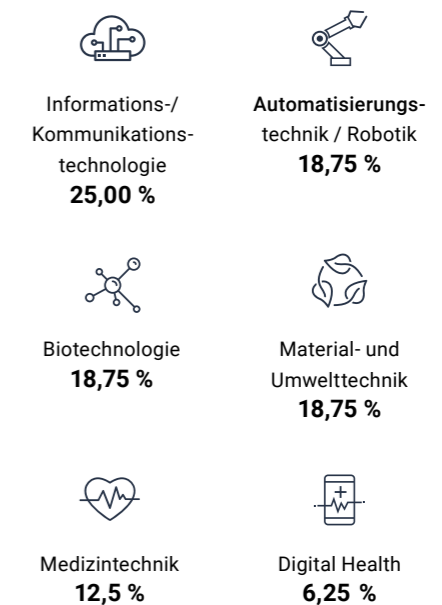 Informations-/
Kommunikations-
technologie
25,00 %
Automatisierungs-
technik / Robotik
18,75 %
Biotechnologie
18,75 %
Material- und
Umwelttechnik
18,75 %
Medizintechnik
12,5 %
Digital Health
6,25 %